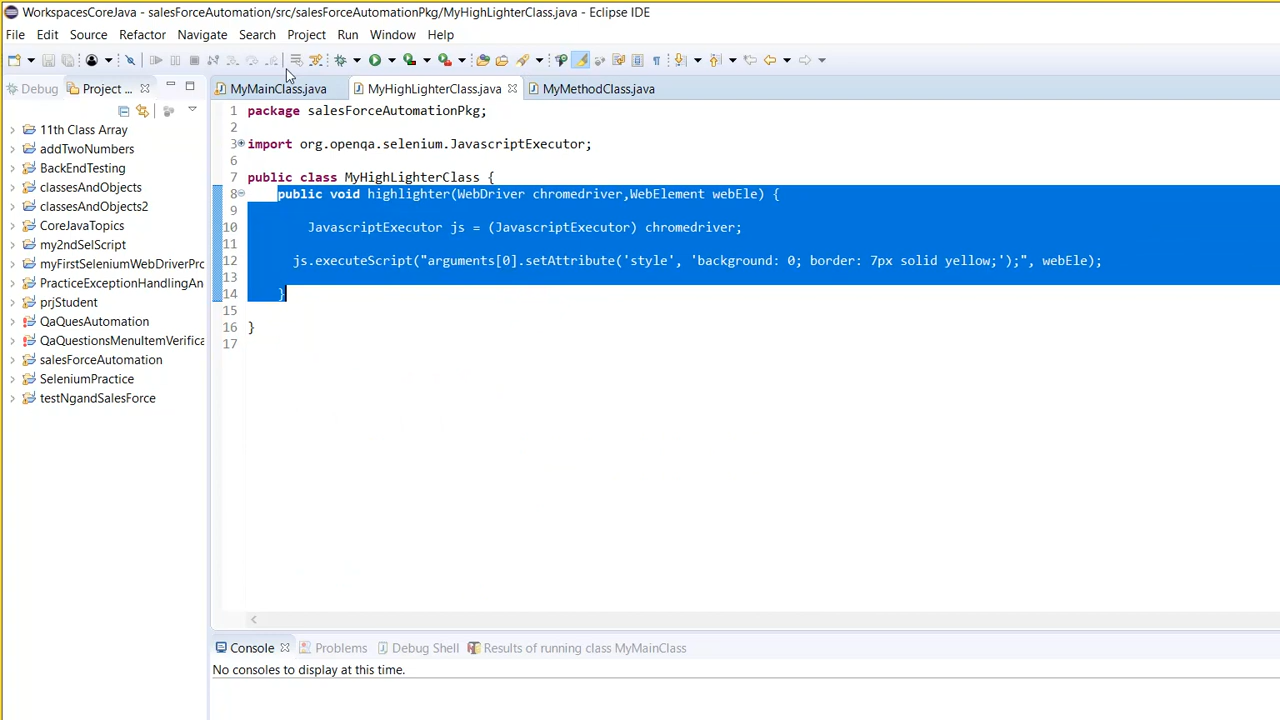 WorkspacesCoreJava - salesForceAutomation/src/salesForceAutomationPkg/MyHighLighterClass.java - Eclipse IDE
File Edit Source Refactor Navigate Search Project Run Window Help
Debug Project ... MyMainClass.java MyHighLighterClass.java MyMethodClass.java
11th Class Array
addTwoNumbers
BackEndTesting
classesAndObjects
classesAndObjects2
CoreJavaTopics
my2ndSelScript
myFirstSeleniumWebDriverPro
PracticeExceptionHandlingAn
prjStudent
QaQuesAutomation
QaQuestionsMenuItemVerifica
salesForceAutomation
SeleniumPractice
testNgandSalesForce
1 package salesForceAutomationPkg;
2
3 import org.openqa.selenium.JavascriptExecutor;
6
7 public class MyHighLighterClass {
8 public void highlighter(WebDriver chromedriver,WebElement webEle) {
9
10 JavascriptExecutor js = (JavascriptExecutor) chromedriver;
11
12 js.executeScript("arguments[0].setAttribute('style', 'background: 0; border: 7px solid yellow;');", webEle);
13
14 }
15
16 }
17
Console Problems Debug Shell Results of running class MyMainClass
No consoles to display at this time.